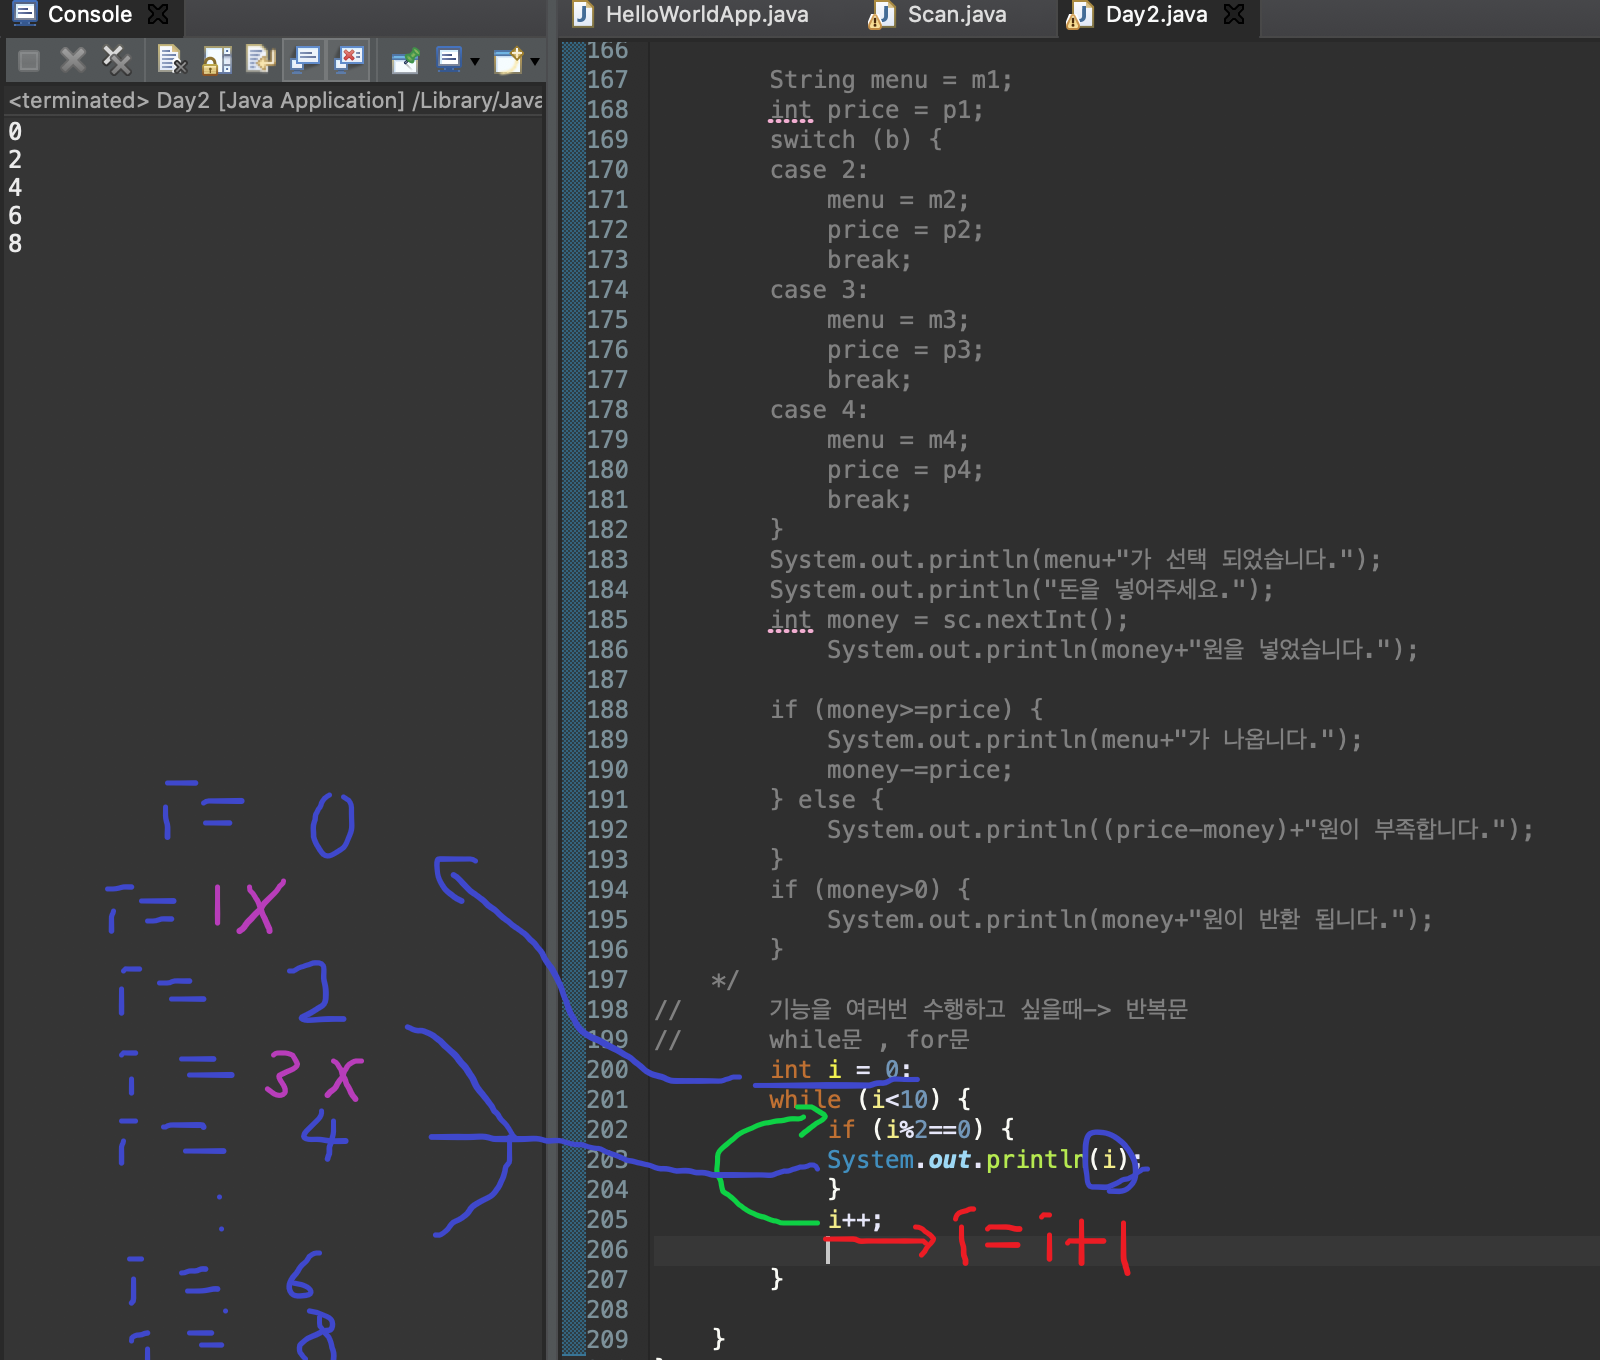 Console
HelloWorldApp.java
Scan.java
Day2.java
<terminated> Day2 [Java Application] /Library/Java
0
2
4
6
8
166
167 String menu = m1;
168 int price = p1;
169 switch (b) {
170 case 2:
171 menu = m2;
172 price = p2;
173 break;
174 case 3:
175 menu = m3;
176 price = p3;
177 break;
178 case 4:
179 menu = m4;
180 price = p4;
181 break;
182 }
183 System.out.println(menu+"가 선택 되었습니다.");
184 System.out.println("돈을 넣어주세요.");
185 int money = sc.nextInt();
186 System.out.println(money+"원을 넣었습니다.");
187
188 if (money>=price) {
189 System.out.println(menu+"가 나옵니다.");
190 money-=price;
191 } else {
192 System.out.println((price-money)+"원이 부족합니다.");
193 }
194 if (money>0) {
195 System.out.println(money+"원이 반환 됩니다.");
196 }
197 */
198 // 기능을 여러번 수행하고 싶을때-> 반복문
199 // while문 , for문
200 int i = 0;
201 while (i<10) {
202 if (i%2==0) {
203 System.out.println(i);
204 }
205 i++;
206
207 }
208
209 }
i = 0
i = 1 X
i = 2
i = 3 X
i = 4
i = 6
i = 8
i = i + 1